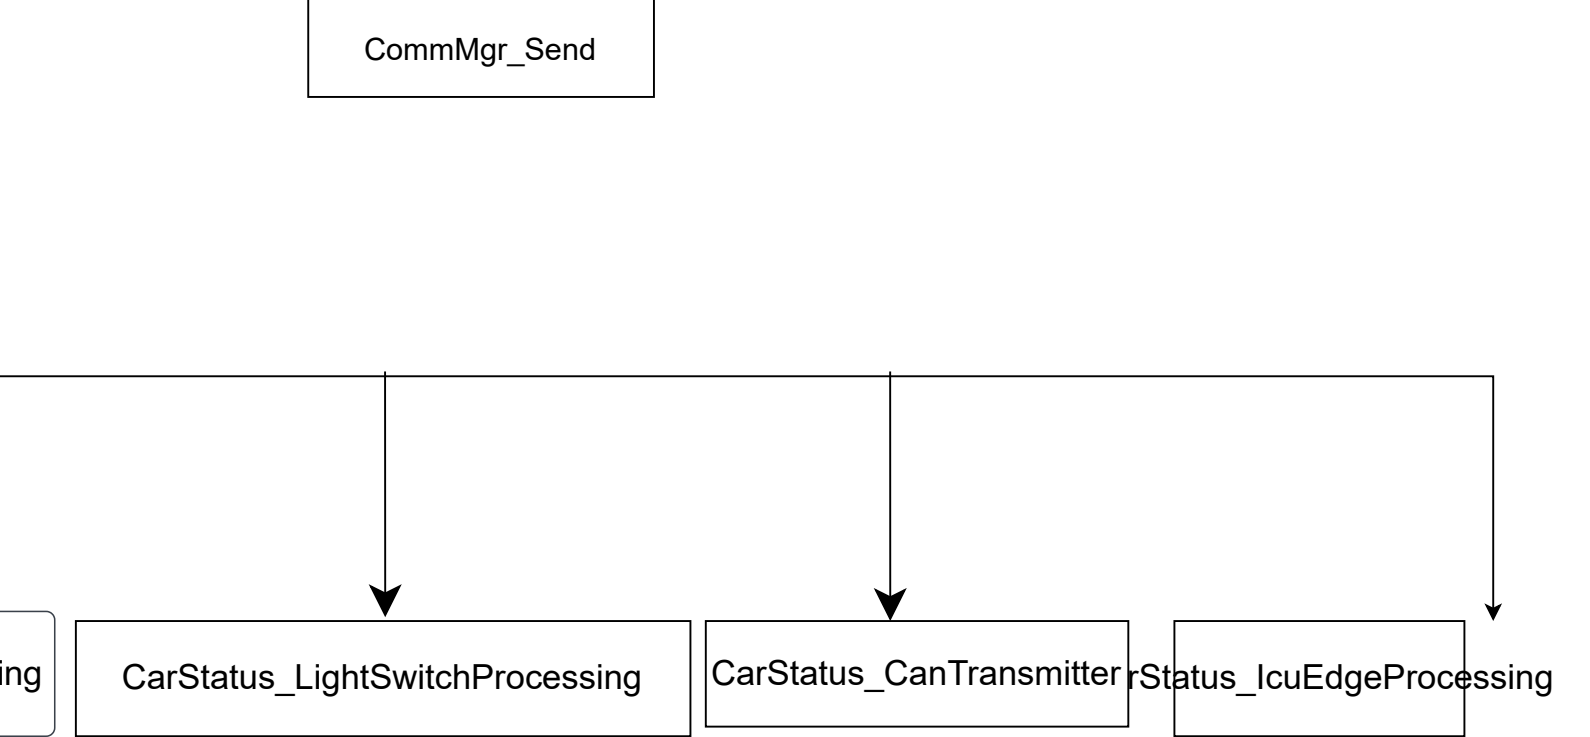 CommMgr_Send
ing
CarStatus_LightSwitchProcessing
CarStatus_CanTransmitter
rStatus_IcuEdgeProcessing